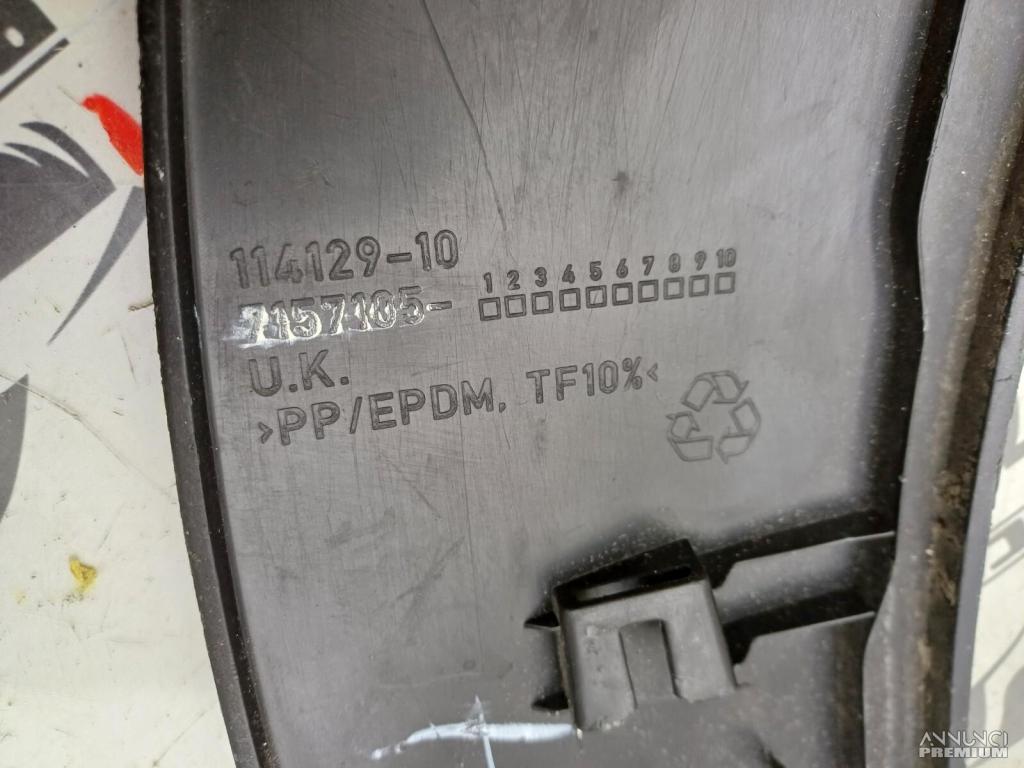 114129-10
7157105-
1 2 3 4 5 6 7 8 9 10
U.K.
>PP/EPDM, TF10%<
ANNUNCI
PREMIUM